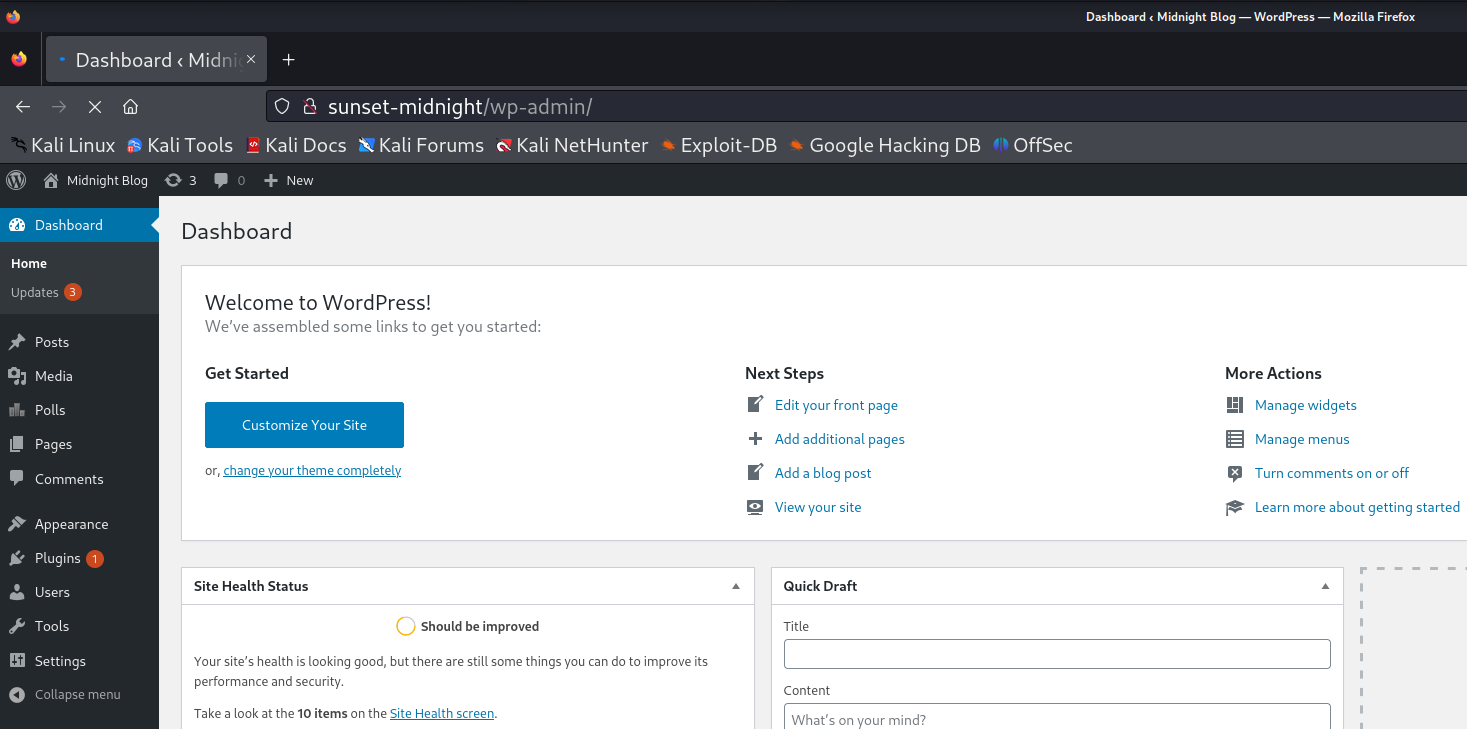 Dashboard ‹ Midnight Blog — WordPress — Mozilla Firefox
Dashboard ‹ Midnig
sunset-midnight/wp-admin/
Kali Linux Kali Tools Kali Docs Kali Forums Kali NetHunter Exploit-DB Google Hacking DB OffSec
Midnight Blog 3 0 New
Dashboard
Home
Updates 3
Posts
Media
Polls
Pages
Comments
Appearance
Plugins 1
Users
Tools
Settings
Collapse menu
Dashboard
Welcome to WordPress!
We’ve assembled some links to get you started:
Get Started
Customize Your Site
or, change your theme completely
Next Steps
Edit your front page
Add additional pages
Add a blog post
View your site
More Actions
Manage widgets
Manage menus
Turn comments on or off
Learn more about getting started
Site Health Status
Should be improved
Your site’s health is looking good, but there are still some things you can do to improve its
performance and security.
Take a look at the 10 items on the Site Health screen.
Quick Draft
Title
Content
What’s on your mind?